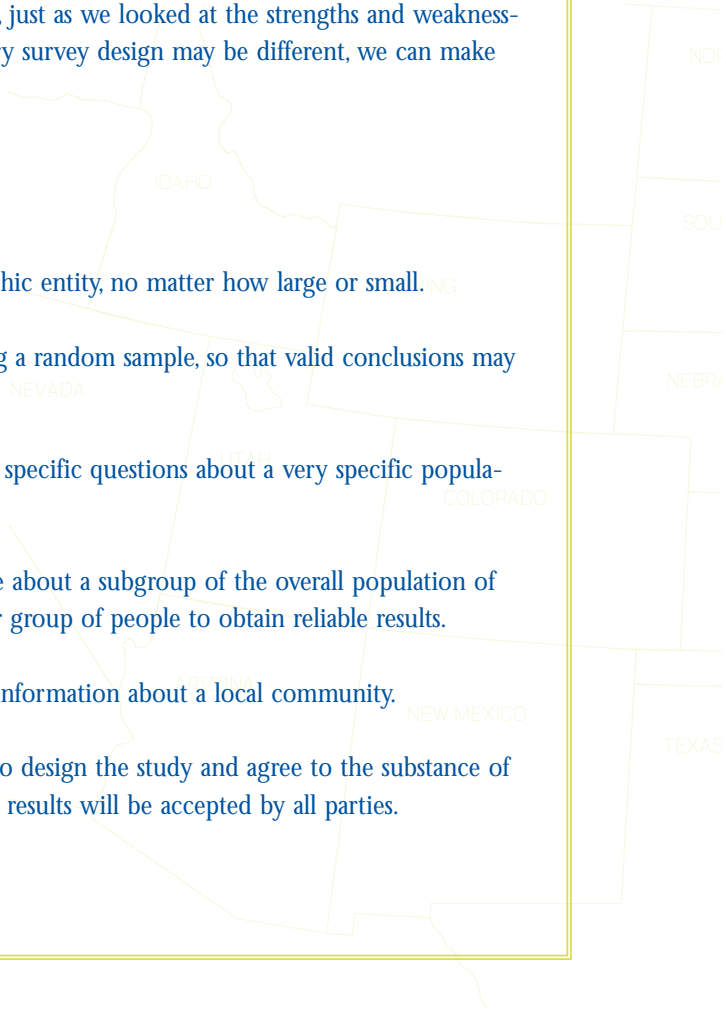 , just as we looked at the strengths and weakness-
y survey design may be different, we can make
NOR
IDAHO
SOU
hic entity, no matter how large or small.
ING
g a random sample, so that valid conclusions may
NEVADA
NEBRA
UTAH
specific questions about a very specific popula-
COLORADO
e about a subgroup of the overall population of
r group of people to obtain reliable results.
ARIZONA
nformation about a local community.
NEW MEXICO
TEXAS
o design the study and agree to the substance of
results will be accepted by all parties.